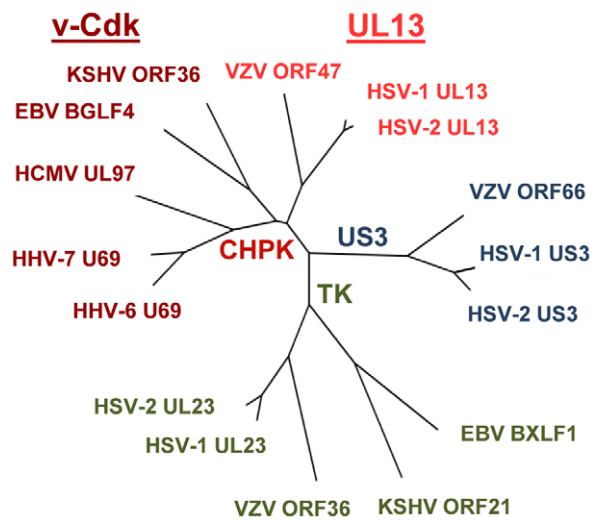 v-Cdk
UL13
KSHV ORF36
VZV ORF47
HSV-1 UL13
EBV BGLF4
HSV-2 UL13
HCMV UL97
VZV ORF66
US3
CHPK
HSV-1 US3
HHV-7 U69
TK
HHV-6 U69
HSV-2 US3
HSV-2 UL23
HSV-1 UL23
EBV BXLF1
VZV ORF36
KSHV ORF21